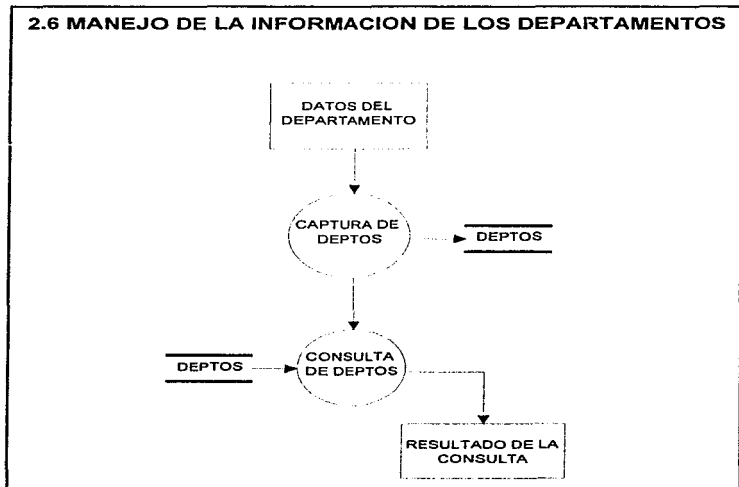 2.6 MANEJO DE LA INFORMACION DE LOS DEPARTAMENTOS
DATOS DEL
DEPARTAMENTO
CAPTURA DE
DEPTOS
DEPTOS
DEPTOS
CONSULTA
DE DEPTOS
RESULTADO DE LA
CONSULTA